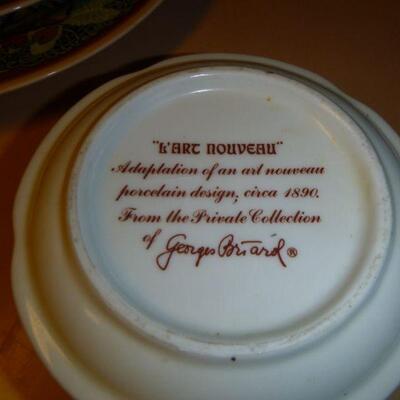 "L'ART NOUVEAU"
Adaptation of an art nouveau
porcelain design, circa 1890.
From the Private Collection
of Georges Briard ®